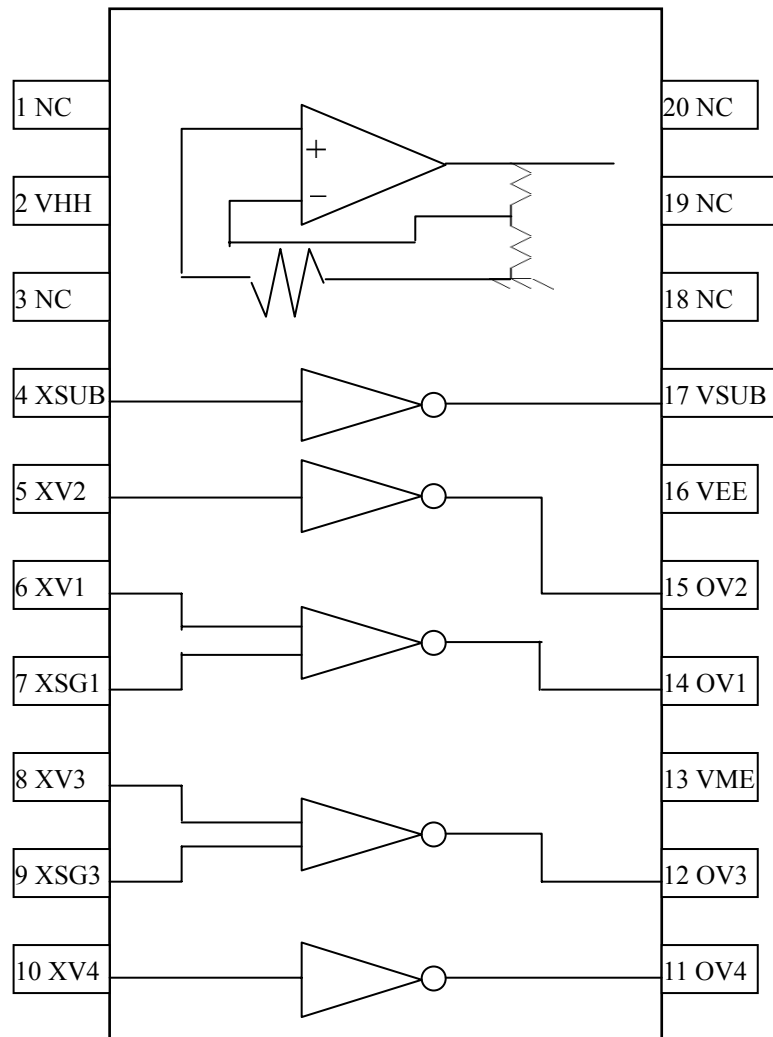 1 NC
20 NC
+
2 VHH
−
19 NC
3 NC
18 NC
4 XSUB
17 VSUB
5 XV2
16 VEE
6 XV1
15 OV2
7 XSG1
14 OV1
8 XV3
13 VME
9 XSG3
12 OV3
10 XV4
11 OV4